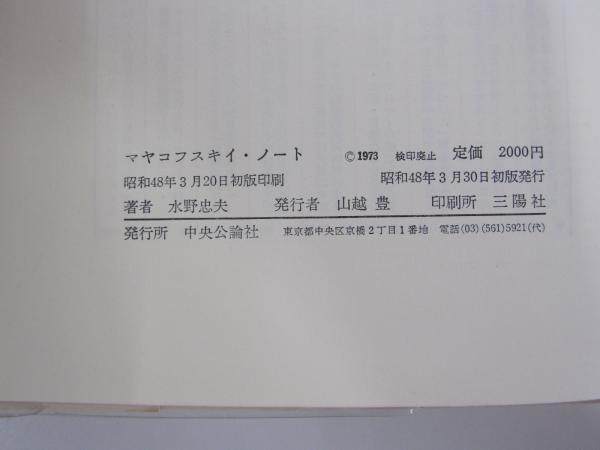 マヤコフスキイ・ノート ©1973 検印廃止 定価 2000円
昭和48年3月20日初版印刷 昭和48年3月30日初版発行
著者 水野忠夫 発行者 山越豊 印刷所 三陽社
発行所 中央公論社 東京都中央区京橋2丁目1番地 電話(03)(561)5921(代)